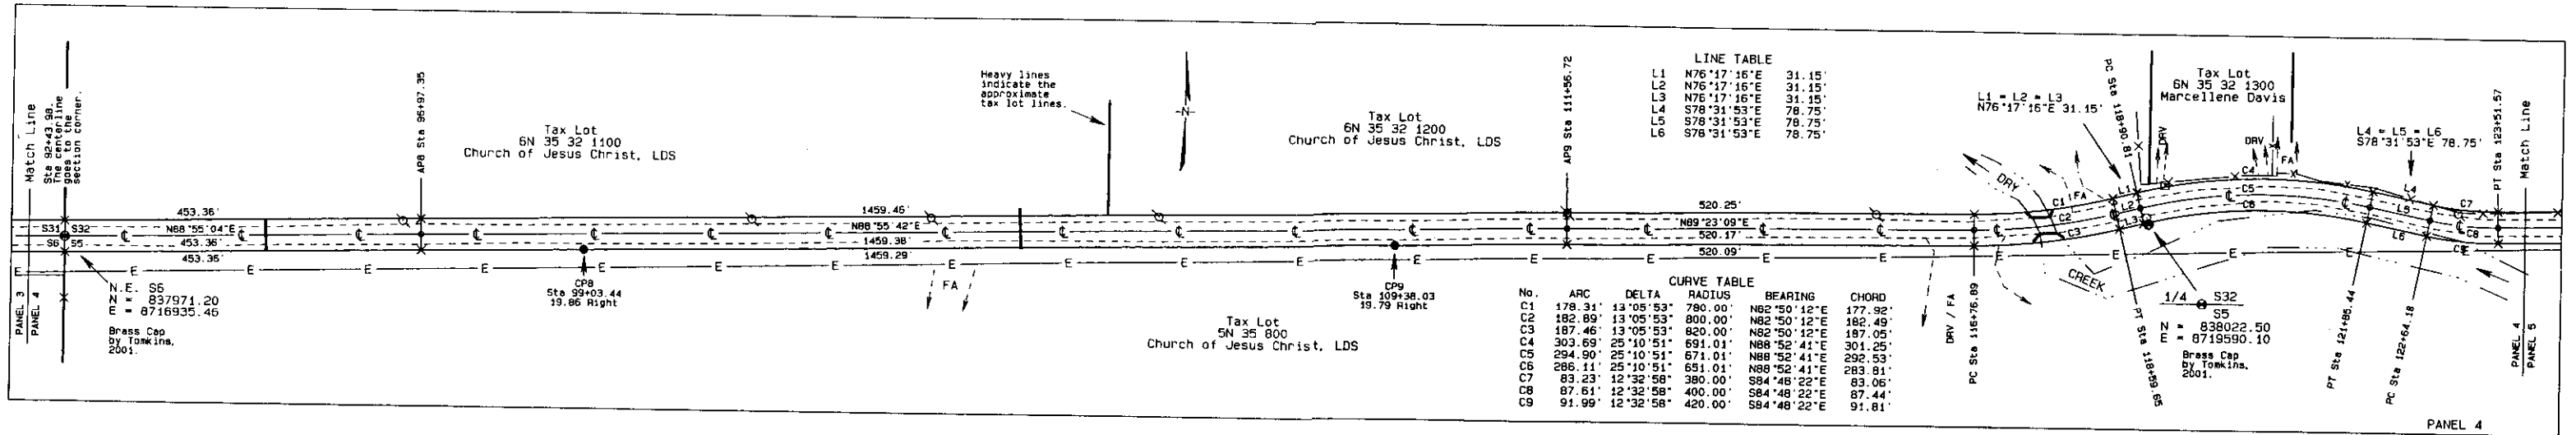 Match Line
Sta 92+43.98.
The centerline
goes to the
section corner.
PANEL 3
PANEL 4
S31
S32
S6
S5
453.36'
N88°55'04"E
453.36'
453.35'
N.E. S6
N = 837971.20
E = 8716935.46
Brass Cap
by Tomkins,
2001.
AP8 Sta 96+97.35
Tax Lot
6N 35 32 1100
Church of Jesus Christ, LDS
CP8
Sta 99+03.44
19.86 Right
1459.46'
N88°55'42"E
1459.38'
1459.29'
FA
Heavy lines
indicate the
approximate
tax lot lines.
N
Tax Lot
6N 35 32 1200
Church of Jesus Christ, LDS
Tax Lot
5N 35 800
Church of Jesus Christ, LDS
CP9
Sta 109+38.03
19.79 Right
AP9 Sta 111+56.72
520.25'
N89°23'09"E
520.17'
520.09'
LINE TABLE
L1 N76°17'16"E 31.15'
L2 N76°17'16"E 31.15'
L3 N76°17'16"E 31.15'
L4 S78°31'53"E 78.75'
L5 S78°31'53"E 78.75'
L6 S78°31'53"E 78.75'
CURVE TABLE
No. ARC DELTA RADIUS BEARING CHORD
C1 178.31' 13°05'53" 780.00' N82°50'12"E 177.92'
C2 182.89' 13°05'53" 800.00' N82°50'12"E 182.49'
C3 187.46' 13°05'53" 820.00' N82°50'12"E 187.05'
C4 303.69' 25°10'51" 691.01' N88°52'41"E 301.25'
C5 294.90' 25°10'51" 671.01' N88°52'41"E 292.53'
C6 286.11' 25°10'51" 651.01' N88°52'41"E 283.81'
C7 83.23' 12°32'58" 380.00' S84°48'22"E 83.06'
C8 87.61' 12°32'58" 400.00' S84°48'22"E 87.44'
C9 91.99' 12°32'58" 420.00' S84°48'22"E 91.81'
DRV / FA
PC Sta 116+76.89
DRY
CREEK
FA
C1
C2
C3
L1 = L2 = L3
N76°17'16"E 31.15'
L1
L2
L3
PC Sta 118+90.81
PT Sta 118+59.65
DRV
Tax Lot
6N 35 32 1300
Marcellene Davis
DRV
FA
C4
C5
C6
1/4 S32
S5
N = 838022.50
E = 8719590.10
Brass Cap
by Tomkins,
2001.
L4 = L5 = L6
S78°31'53"E 78.75'
L4
L5
L6
PT Sta 121+85.44
PC Sta 122+64.18
C7
C8
C9
PT Sta 123+51.57
Match Line
PANEL 4
PANEL 5
PANEL 4